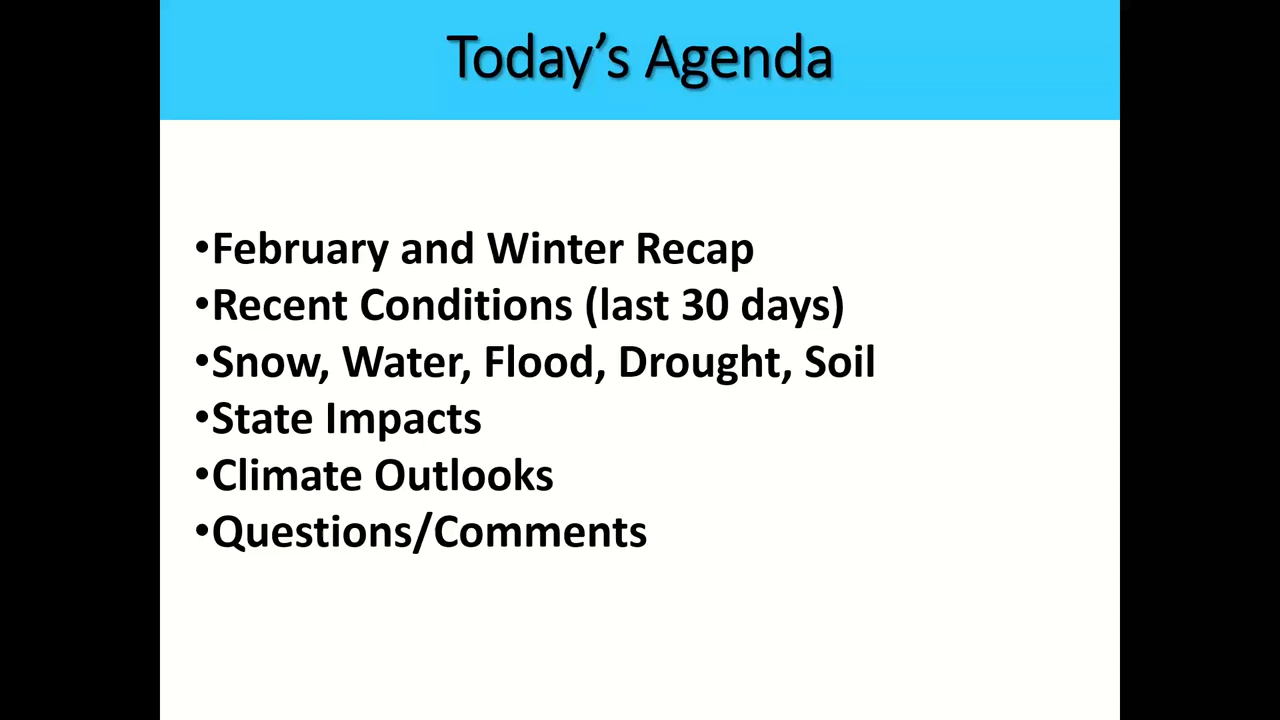 Today’s Agenda
•February and Winter Recap
•Recent Conditions (last 30 days)
•Snow, Water, Flood, Drought, Soil
•State Impacts
•Climate Outlooks
•Questions/Comments